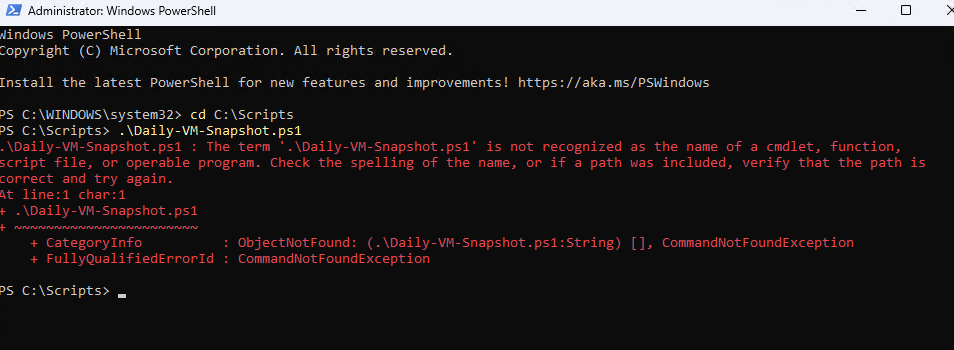 Administrator: Windows PowerShell
Windows PowerShell
Copyright (C) Microsoft Corporation. All rights reserved.
Install the latest PowerShell for new features and improvements! https://aka.ms/PSWindows
PS C:\WINDOWS\system32> cd C:\Scripts
PS C:\Scripts> .\Daily-VM-Snapshot.ps1
.\Daily-VM-Snapshot.ps1 : The term '.\Daily-VM-Snapshot.ps1' is not recognized as the name of a cmdlet, function,
script file, or operable program. Check the spelling of the name, or if a path was included, verify that the path is
correct and try again.
At line:1 char:1
+ .\Daily-VM-Snapshot.ps1
+ ~~~~~~~~~~~~~~~~~~~~~~~
    + CategoryInfo          : ObjectNotFound: (.\Daily-VM-Snapshot.ps1:String) [], CommandNotFoundException
    + FullyQualifiedErrorId : CommandNotFoundException
PS C:\Scripts> _